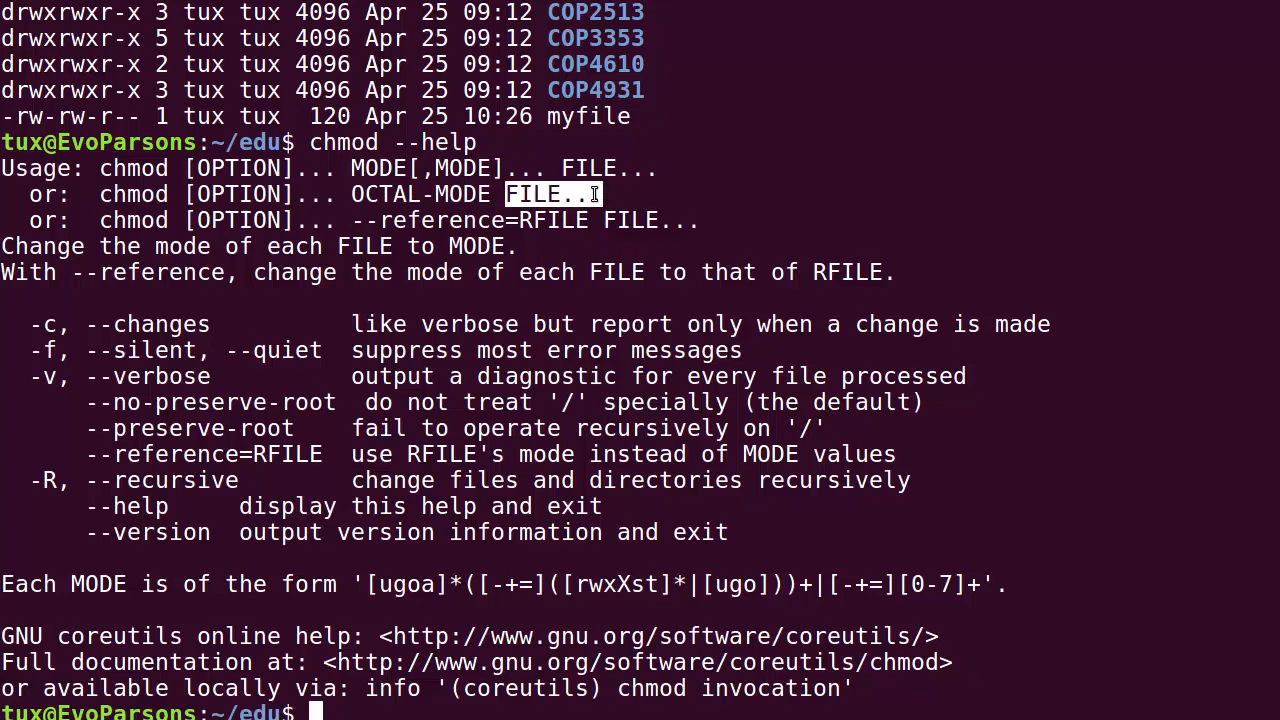 drwxrwxr-x 3 tux tux 4096 Apr 25 09:12 COP2513
drwxrwxr-x 5 tux tux 4096 Apr 25 09:12 COP3353
drwxrwxr-x 2 tux tux 4096 Apr 25 09:12 COP4610
drwxrwxr-x 3 tux tux 4096 Apr 25 09:12 COP4931
-rw-rw-r-- 1 tux tux  120 Apr 25 10:26 myfile
tux@EvoParsons:~/edu$ chmod --help
Usage: chmod [OPTION]... MODE[,MODE]... FILE...
  or:  chmod [OPTION]... OCTAL-MODE FILE...
  or:  chmod [OPTION]... --reference=RFILE FILE...
Change the mode of each FILE to MODE.
With --reference, change the mode of each FILE to that of RFILE.
  -c, --changes          like verbose but report only when a change is made
  -f, --silent, --quiet  suppress most error messages
  -v, --verbose          output a diagnostic for every file processed
      --no-preserve-root  do not treat '/' specially (the default)
      --preserve-root    fail to operate recursively on '/'
      --reference=RFILE  use RFILE's mode instead of MODE values
  -R, --recursive        change files and directories recursively
      --help     display this help and exit
      --version  output version information and exit
Each MODE is of the form '[ugoa]*([-+=]([rwxXst]*|[ugo]))+|[-+=][0-7]+'.
GNU coreutils online help: <http://www.gnu.org/software/coreutils/>
Full documentation at: <http://www.gnu.org/software/coreutils/chmod>
or available locally via: info '(coreutils) chmod invocation'
tux@EvoParsons:~/edu$